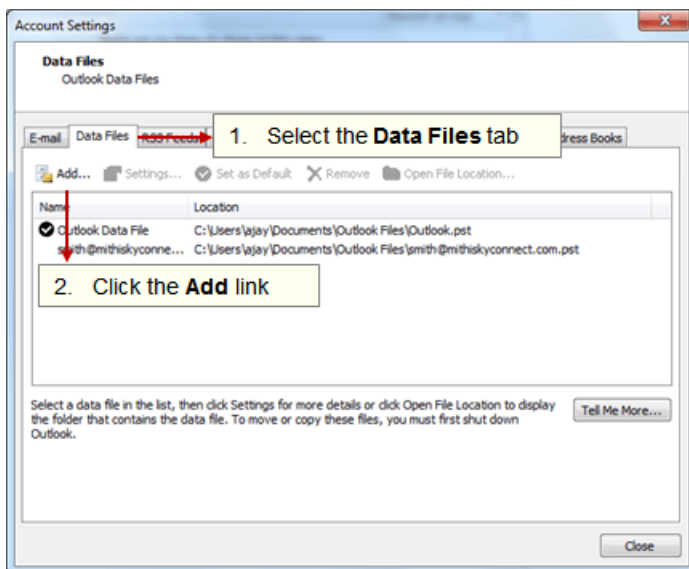 Account Settings
Data Files
Outlook Data Files
E-mail Data Files RSS Feeds 1. Select the Data Files tab dress Books
Add... Settings... Set as Default Remove Open File Location...
Name Location
Outlook Data File C:\Users\ajay\Documents\Outlook Files\Outlook.pst
smith@mithiskyconne... C:\Users\ajay\Documents\Outlook Files\smith@mithiskyconnect.com.pst
2. Click the Add link
Select a data file in the list, then click Settings for more details or click Open File Location to display
the folder that contains the data file. To move or copy these files, you must first shut down
Outlook.
Tell Me More...
Close